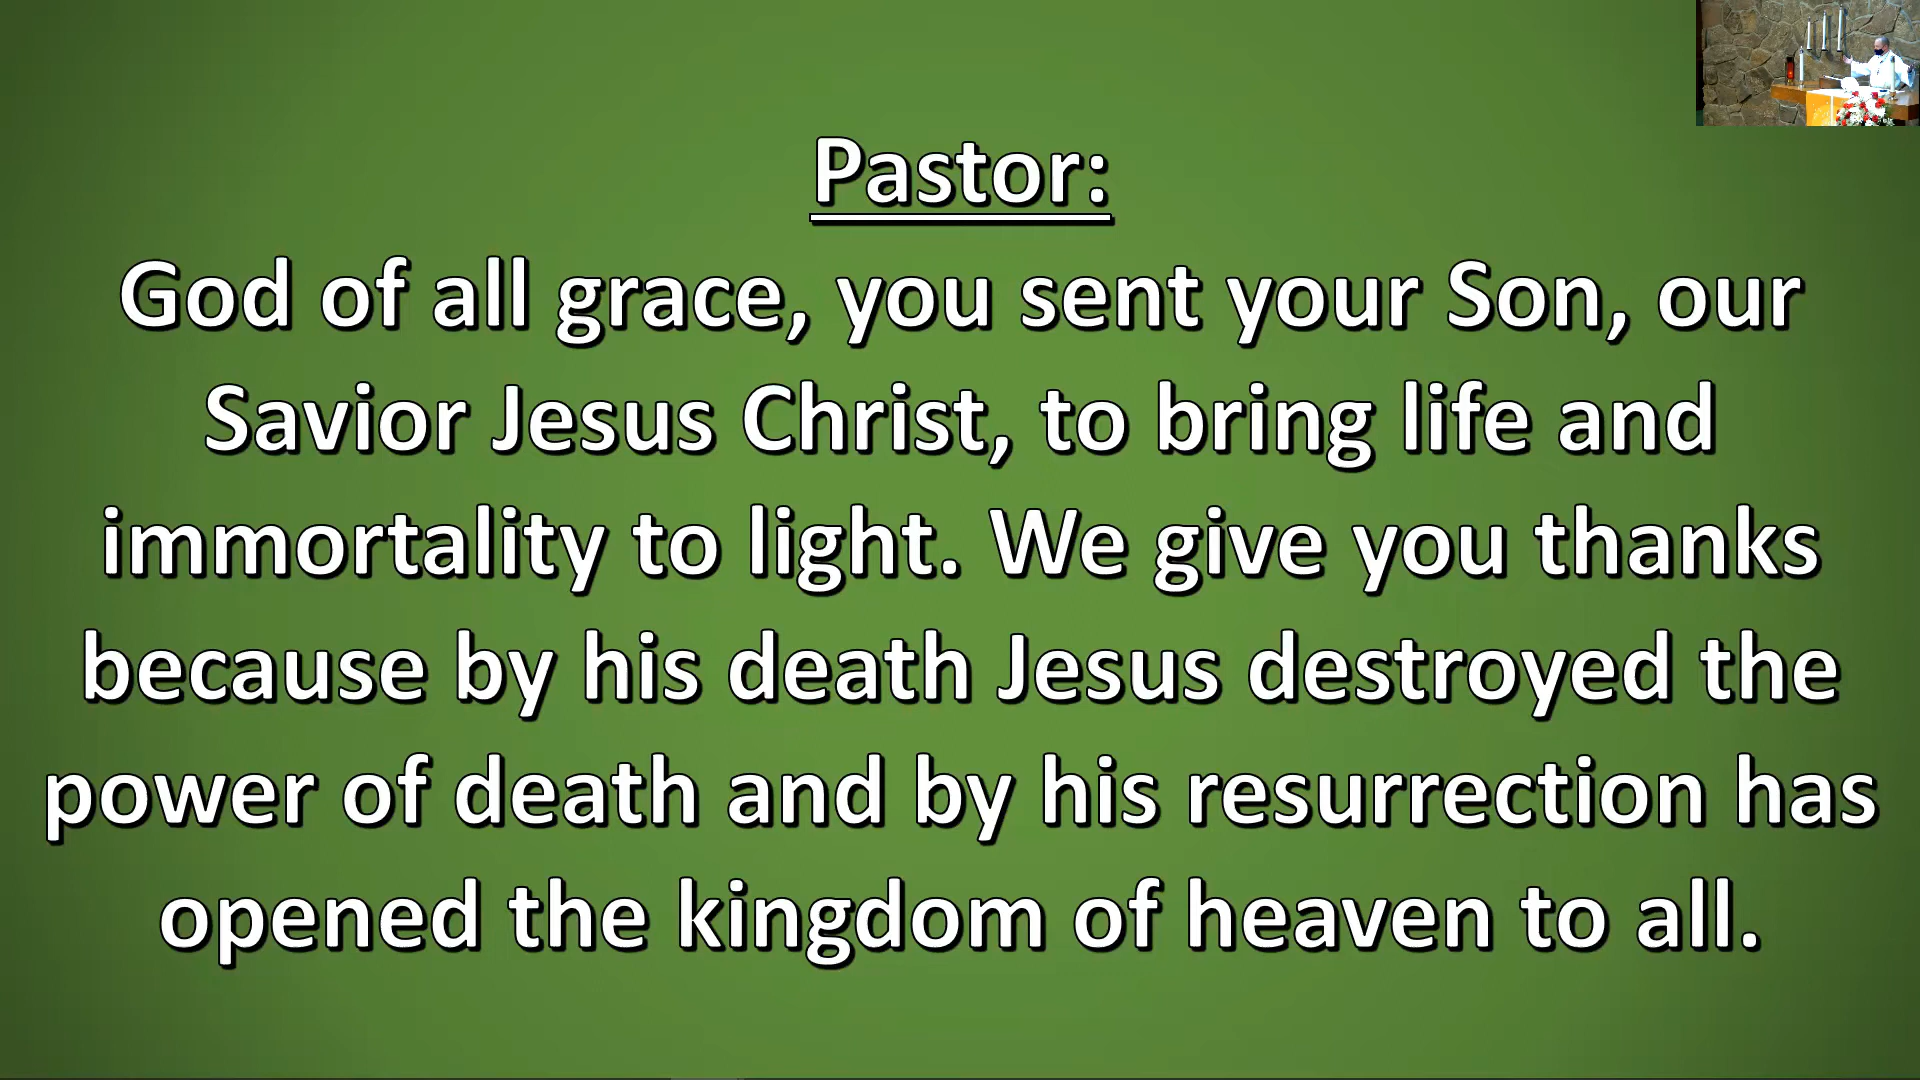 Pastor:
God of all grace, you sent your Son, our
Savior Jesus Christ, to bring life and
immortality to light. We give you thanks
because by his death Jesus destroyed the
power of death and by his resurrection has
opened the kingdom of heaven to all.